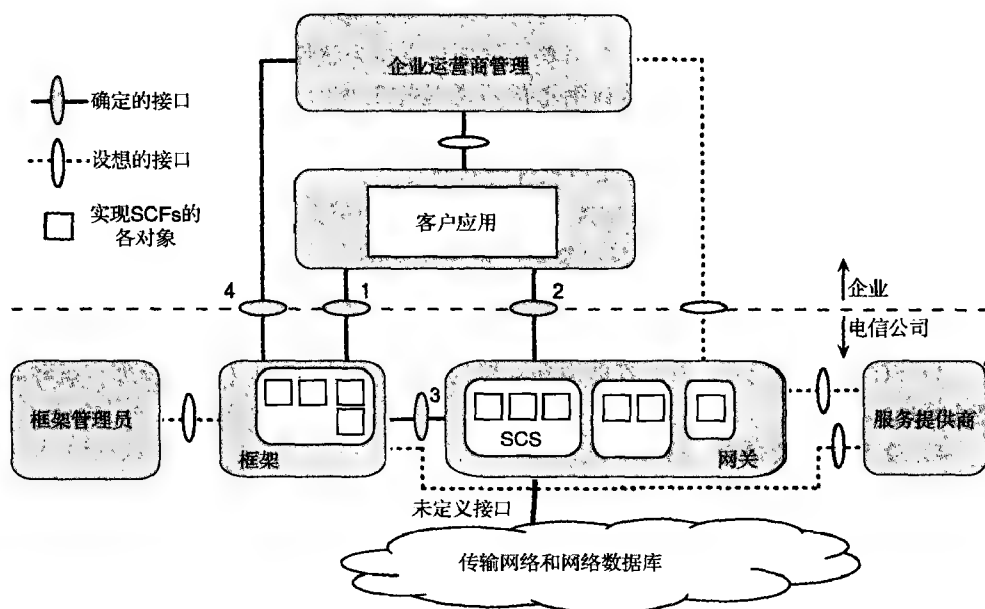 企业运营商管理
确定的接口
设想的接口
实现SCFs的
各对象
客户应用
4
1
2
企业
电信公司
框架管理员
框架
3
SCS
网关
服务提供商
未定义接口
传输网络和网络数据库